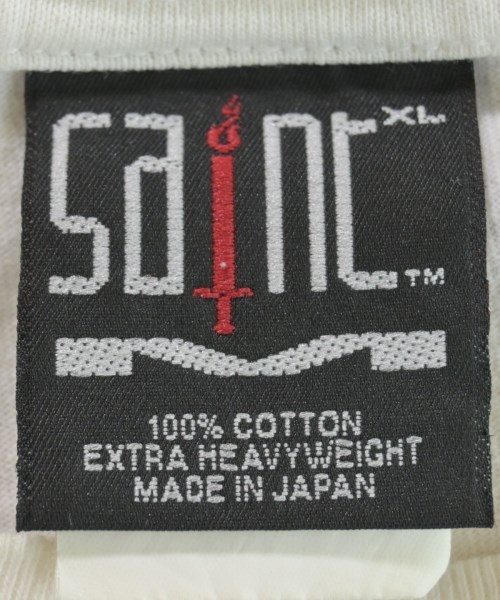 saint XL
TM
100% COTTON
EXTRA HEAVYWEIGHT
MADE IN JAPAN